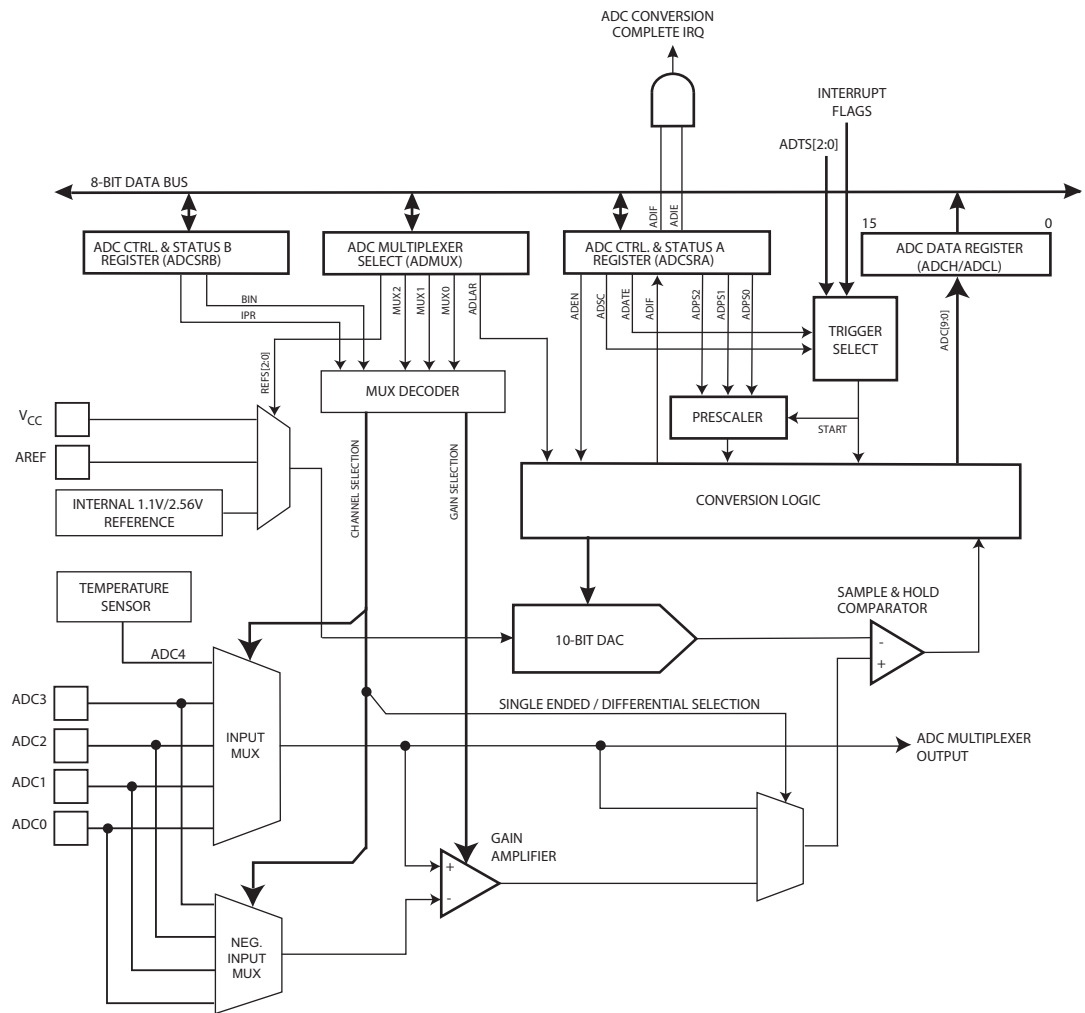 ADC CONVERSION
COMPLETE IRQ
INTERRUPT
FLAGS
ADTS[2:0]
8-BIT DATA BUS
ADIF
ADIE
15
0
ADC CTRL. & STATUS B
REGISTER (ADCSRB)
ADC MULTIPLEXER
SELECT (ADMUX)
ADC CTRL. & STATUS A
REGISTER (ADCSRA)
ADC DATA REGISTER
(ADCH/ADCL)
BIN
IPR
MUX2
MUX1
MUX0
ADLAR
ADEN
ADSC
ADATE
ADIF
ADPS2
ADPS1
ADPS0
ADC[9:0]
TRIGGER
SELECT
REFS[2:0]
MUX DECODER
PRESCALER
START
VCC
AREF
INTERNAL 1.1V/2.56V
REFERENCE
CHANNEL SELECTION
GAIN SELECTION
CONVERSION LOGIC
TEMPERATURE
SENSOR
SAMPLE & HOLD
COMPARATOR
10-BIT DAC
-
+
ADC4
ADC3
ADC2
ADC1
ADC0
INPUT
MUX
SINGLE ENDED / DIFFERENTIAL SELECTION
ADC MULTIPLEXER
OUTPUT
GAIN
AMPLIFIER
+
-
NEG.
INPUT
MUX